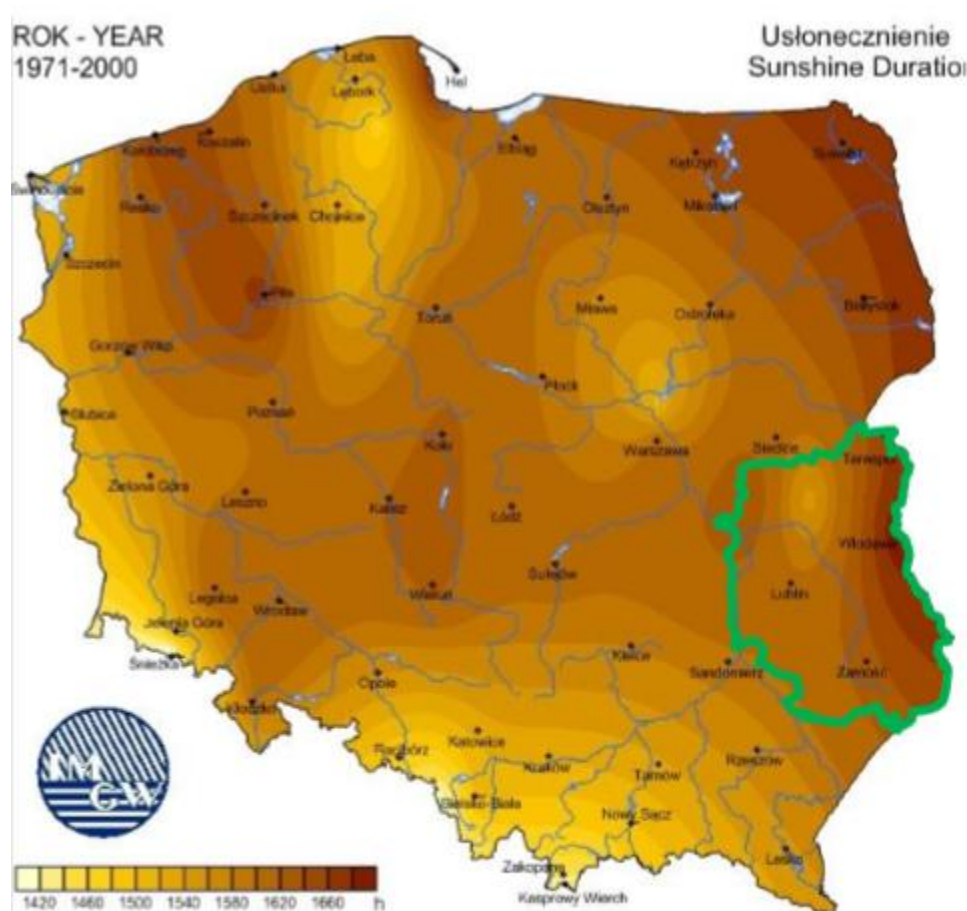 ROK - YEAR
1971-2000
Usłonecznienie
Sunshine Duratio
Łeba
Hel
Ustka
Lębork
Kołobrzeg
Koszalin
Elbląg
Kętrzyn
Suwałki
Świnoujście
Resko
Szczecinek
Chojnice
Olsztyn
Mikołajki
Szczecin
Piła
Toruń
Mława
Ostrołęka
Białystok
Gorzów Wlkp
Płock
Słubice
Poznań
Koło
Warszawa
Siedlce
Terespol
Zielona Góra
Leszno
Kalisz
Łódź
Włodawa
Sulejów
Lublin
Legnica
Wrocław
Wieluń
Jelenia Góra
Śnieżka
Kielce
Sandomierz
Zamość
Opole
Kłodzko
Racibórz
Katowice
Kraków
Tarnów
Rzeszów
Bielsko-Biała
Nowy Sącz
Lesko
Zakopane
Kasprowy Wierch
IM
GW
1420 1460 1500 1540 1580 1620 1660 h